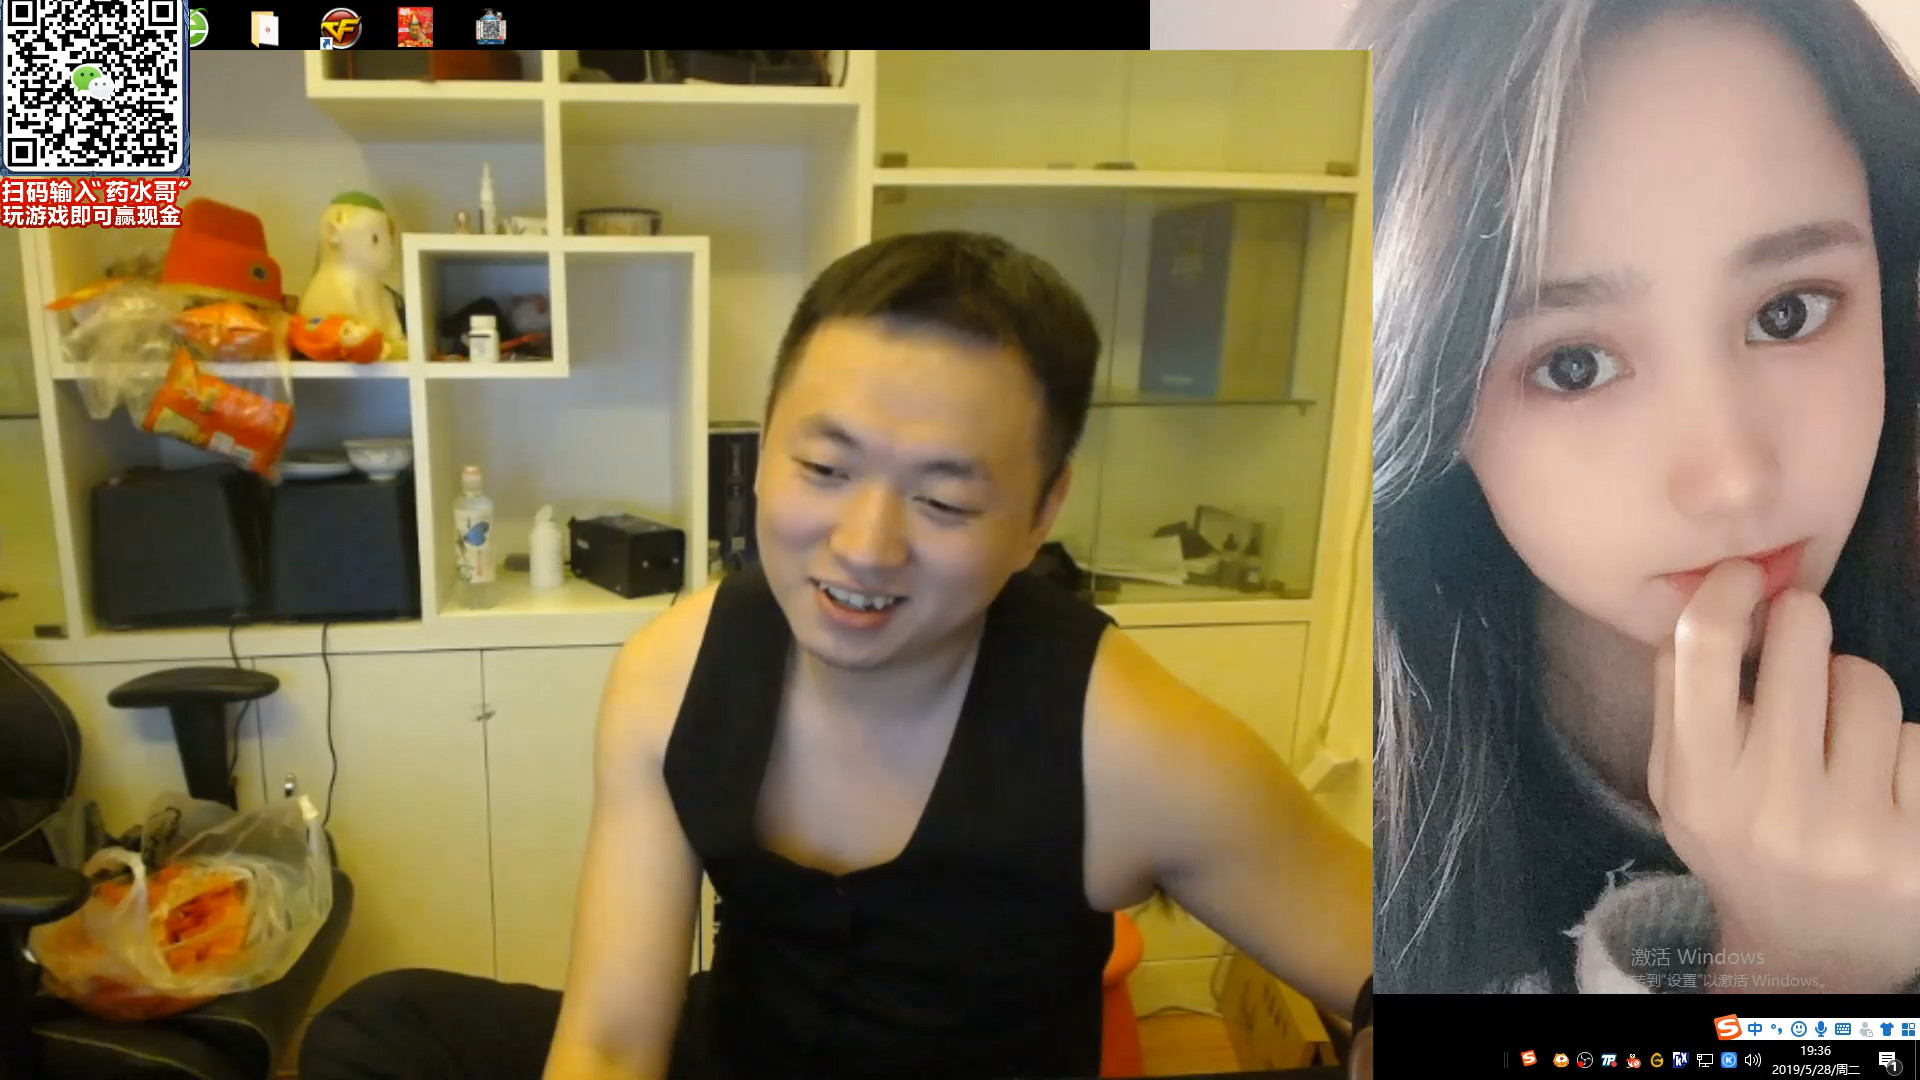 扫码输入“药水哥”
玩游戏即可赢现金
激活 Windows
转到“设置”以激活 Windows。
中
19:36
2019/5/28/周二
1